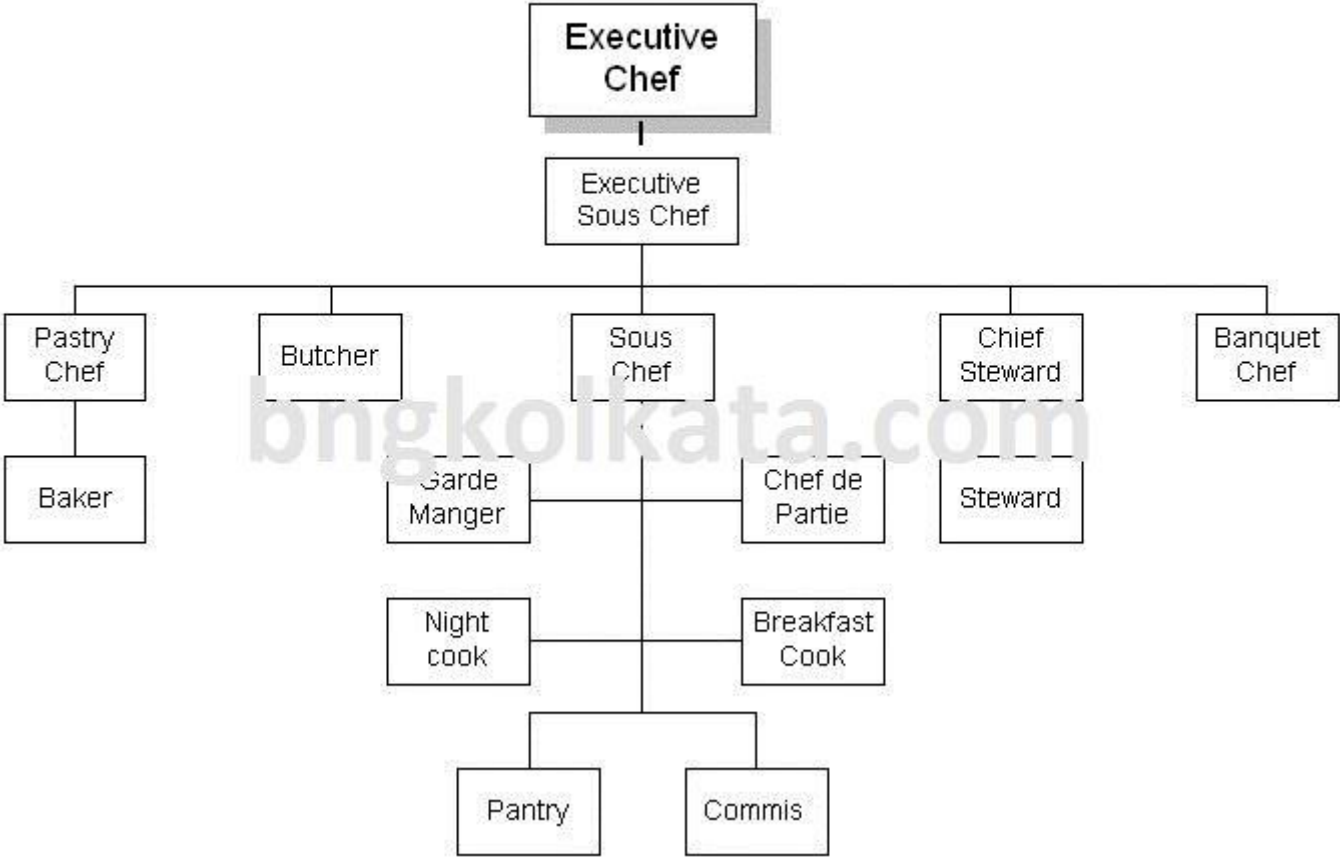 Executive
Chef
Executive
Sous Chef
Pastry
Chef
Butcher
Sous
Chef
Chief
Steward
Banquet
Chef
bngkolkata.com
Baker
Garde
Manger
Chef de
Partie
Steward
Night
cook
Breakfast
Cook
Pantry
Commis